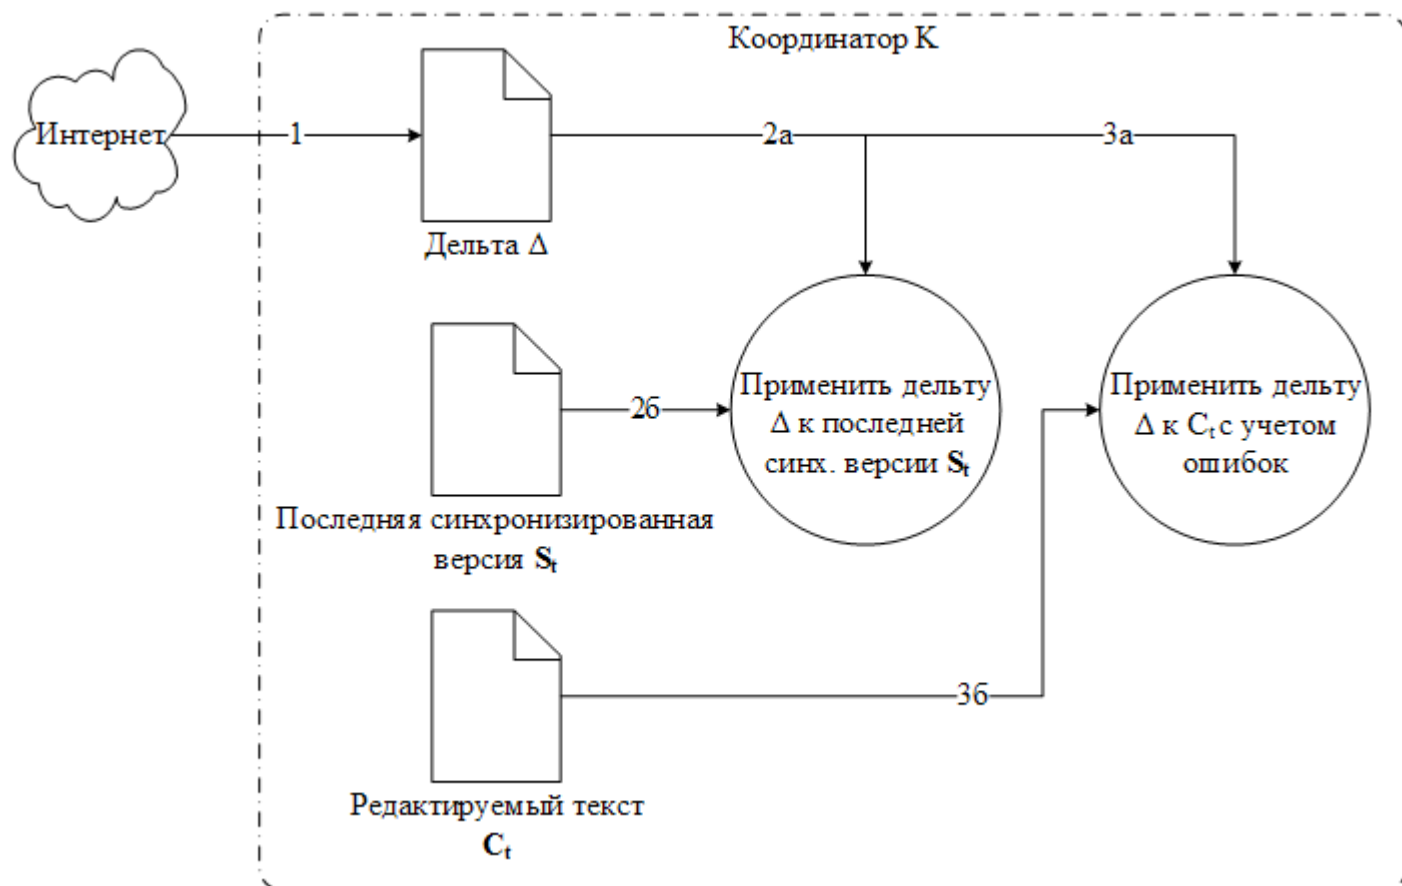 Координатор K
Интернет
1
2а
3а
Дельта Δ
2б
Применить дельту
Δ к последней
синх. версии Sₜ
Применить дельту
Δ к Cₜ с учетом
ошибок
Последняя синхронизированная
версия Sₜ
3б
Редактируемый текст
Cₜ